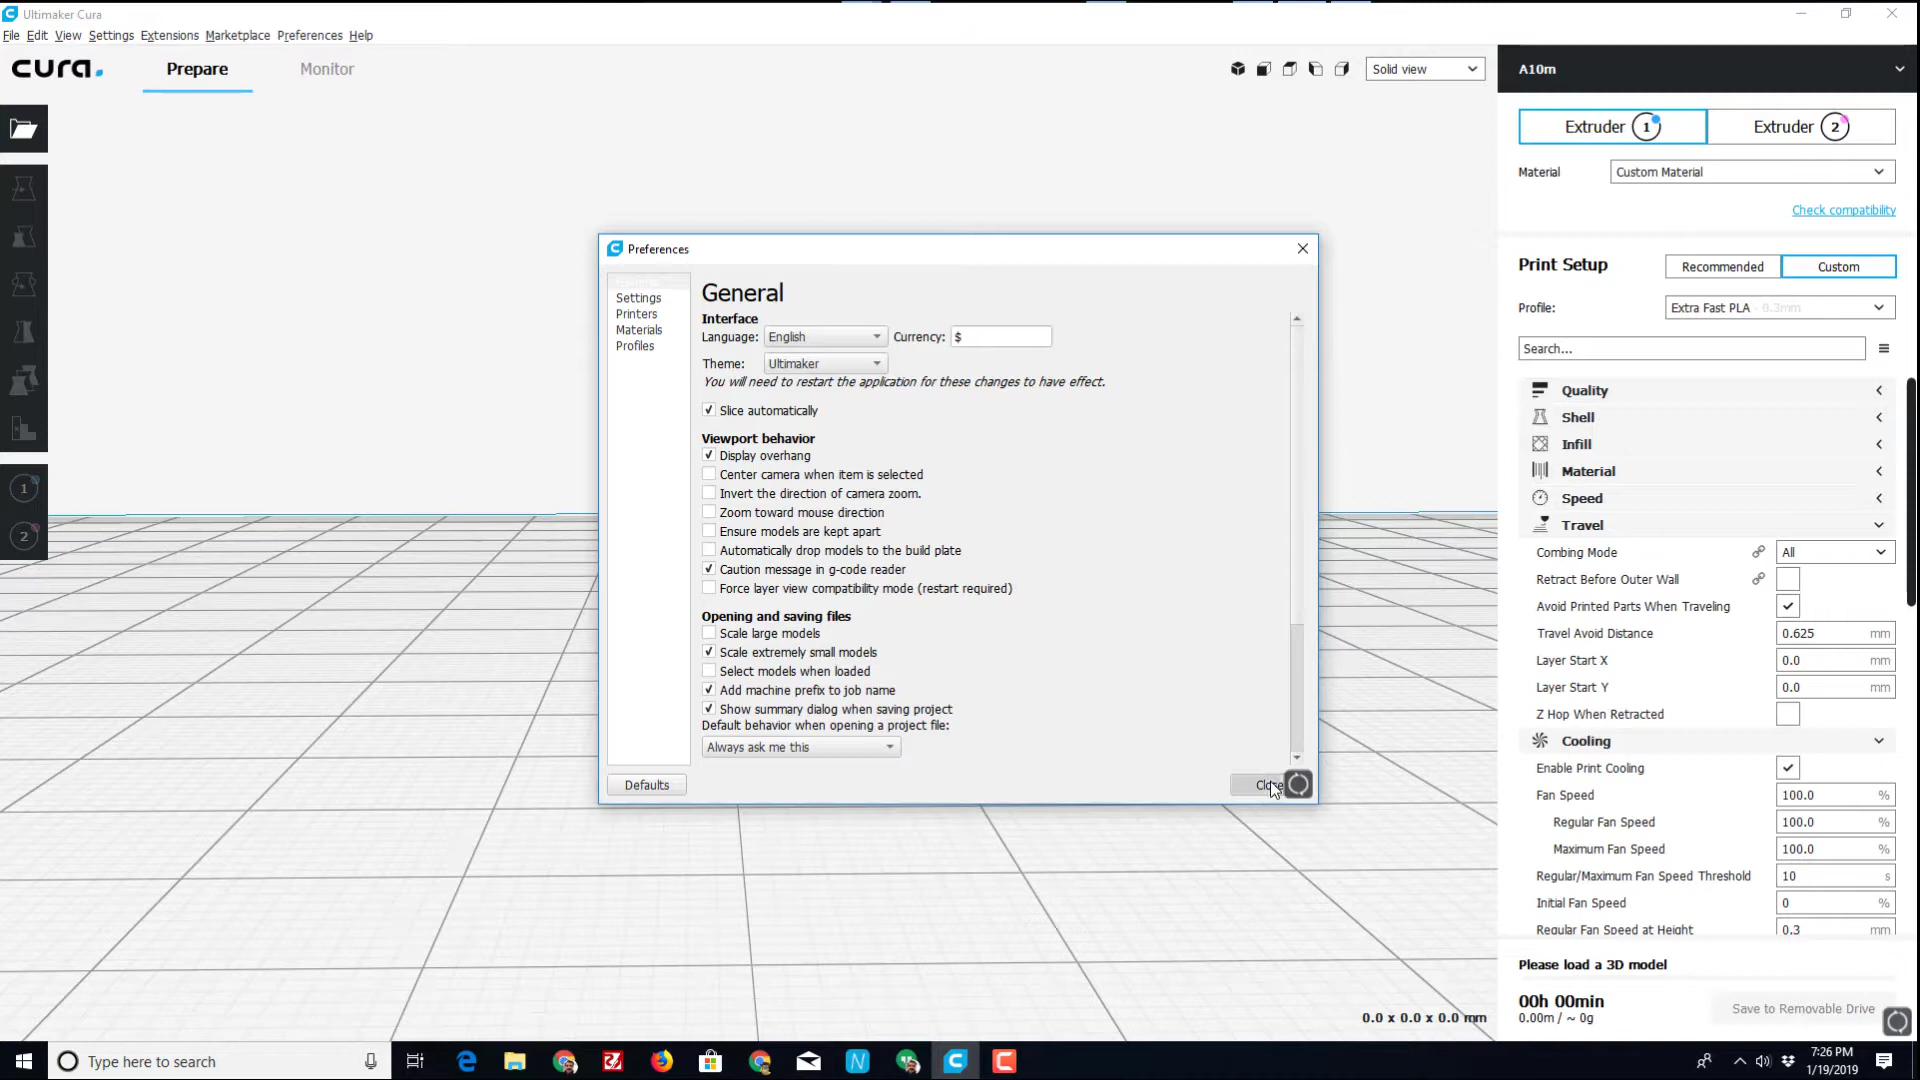 Ultimaker Cura
File Edit View Settings Extensions Marketplace Preferences Help
cura. Prepare Monitor Solid view
A10m
Extruder 1 Extruder 2
Material Custom Material
Check compatibility
Print Setup Recommended Custom
Profile: Extra Fast PLA - 0.3mm
Search...
Quality
Shell
Infill
Material
Speed
Travel
Combing Mode All
Retract Before Outer Wall
Avoid Printed Parts When Traveling
Travel Avoid Distance 0.625 mm
Layer Start X 0.0 mm
Layer Start Y 0.0 mm
Z Hop When Retracted
Cooling
Enable Print Cooling
Fan Speed 100.0 %
Regular Fan Speed 100.0 %
Maximum Fan Speed 100.0 %
Regular/Maximum Fan Speed Threshold 10 s
Initial Fan Speed 0 %
Regular Fan Speed at Height 0.3 mm
Please load a 3D model
00h 00min
0.00m / ~ 0g
Save to Removable Drive
1
2
Preferences
Settings
Printers
Materials
Profiles
General
Interface
Language: English Currency: $
Theme: Ultimaker
You will need to restart the application for these changes to have effect.
Slice automatically
Viewport behavior
Display overhang
Center camera when item is selected
Invert the direction of camera zoom.
Zoom toward mouse direction
Ensure models are kept apart
Automatically drop models to the build plate
Caution message in g-code reader
Force layer view compatibility mode (restart required)
Opening and saving files
Scale large models
Scale extremely small models
Select models when loaded
Add machine prefix to job name
Show summary dialog when saving project
Default behavior when opening a project file:
Always ask me this
Defaults
0.0 x 0.0 x 0.0 mm
Type here to search
7:26 PM
1/19/2019